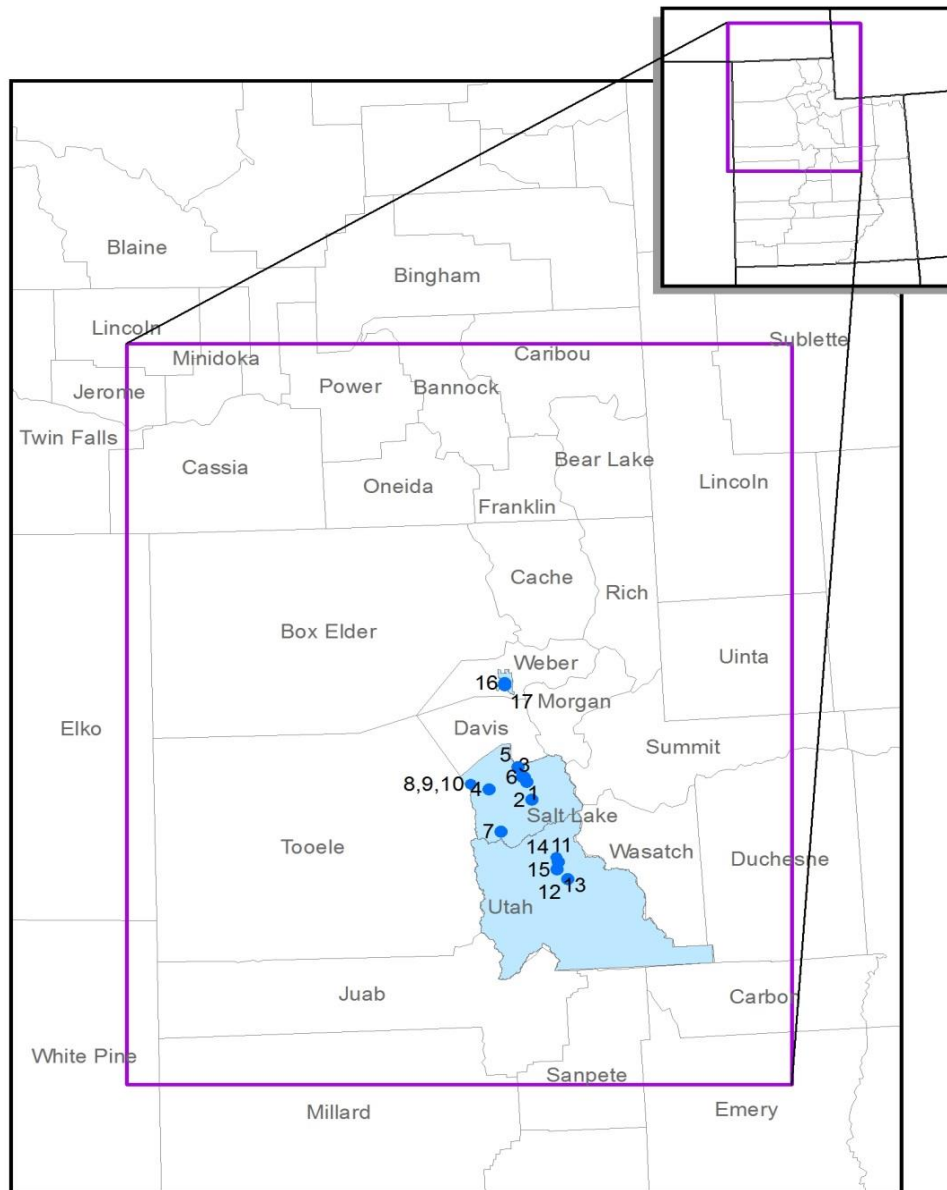 Blaine
Bingham
Lincoln
Sublette
Minidoka
Caribou
Jerome
Power
Bannock
Twin Falls
Cassia
Bear Lake
Oneida
Lincoln
Franklin
Cache
Rich
Box Elder
Weber
Uinta
16
17
Morgan
Elko
Davis
Summit
5
3
8,9,10
4
6
2
1
Salt Lake
7
Tooele
14
11
Wasatch
Duchesne
15
12
13
Utah
Juab
Carbon
White Pine
Sanpete
Millard
Emery